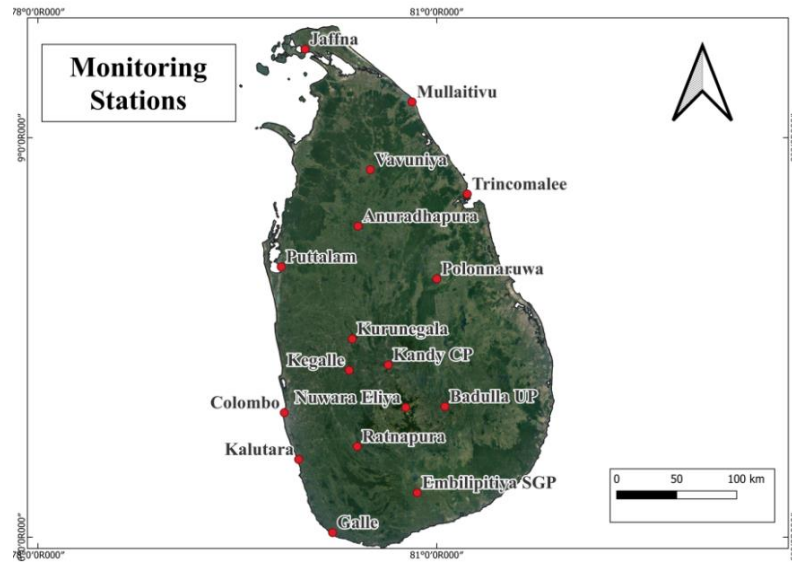 78°0'0R000"
81°0'0R000"
Monitoring
Stations
Jaffna
Mullaitivu
9°0'0R000"
Vavuniya
Trincomalee
Anuradhapura
Puttalam
Polonnaruwa
Kurunegala
Kegalle
Kandy CP
Nuwara Eliya
Badulla UP
Colombo
Ratnapura
Kalutara
Embilipitiya SGP
0 50 100 km
Galle
78°0'0R000"
81°0'0R000"